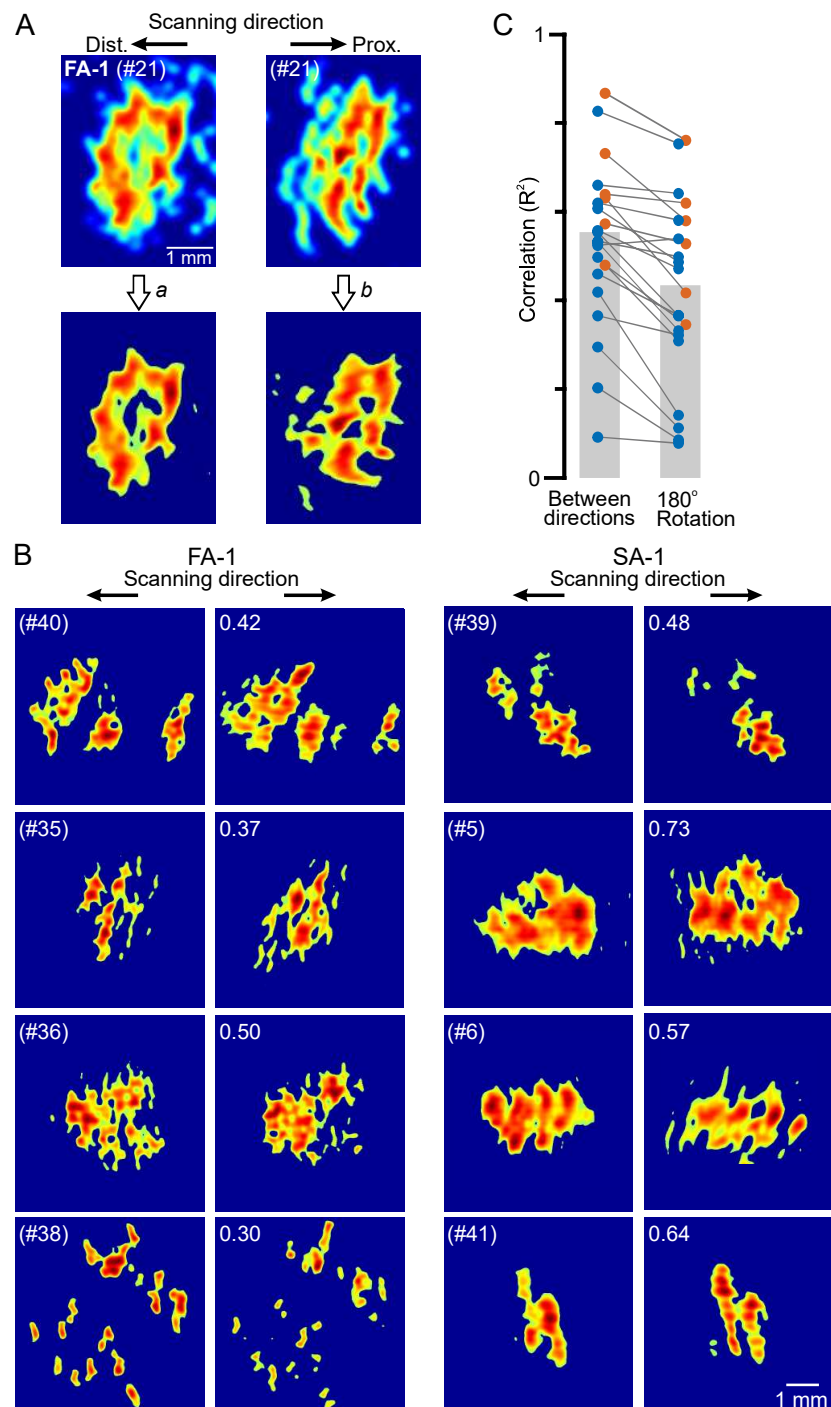 A
Scanning direction
Dist.
Prox.
FA-1 (#21)
(#21)
1 mm
a
b
C
1
Correlation (R²)
0
Between
directions
180°
Rotation
B
FA-1
Scanning direction
SA-1
Scanning direction
(#40)
0.42
(#39)
0.48
(#35)
0.37
(#5)
0.73
(#36)
0.50
(#6)
0.57
(#38)
0.30
(#41)
0.64
1 mm